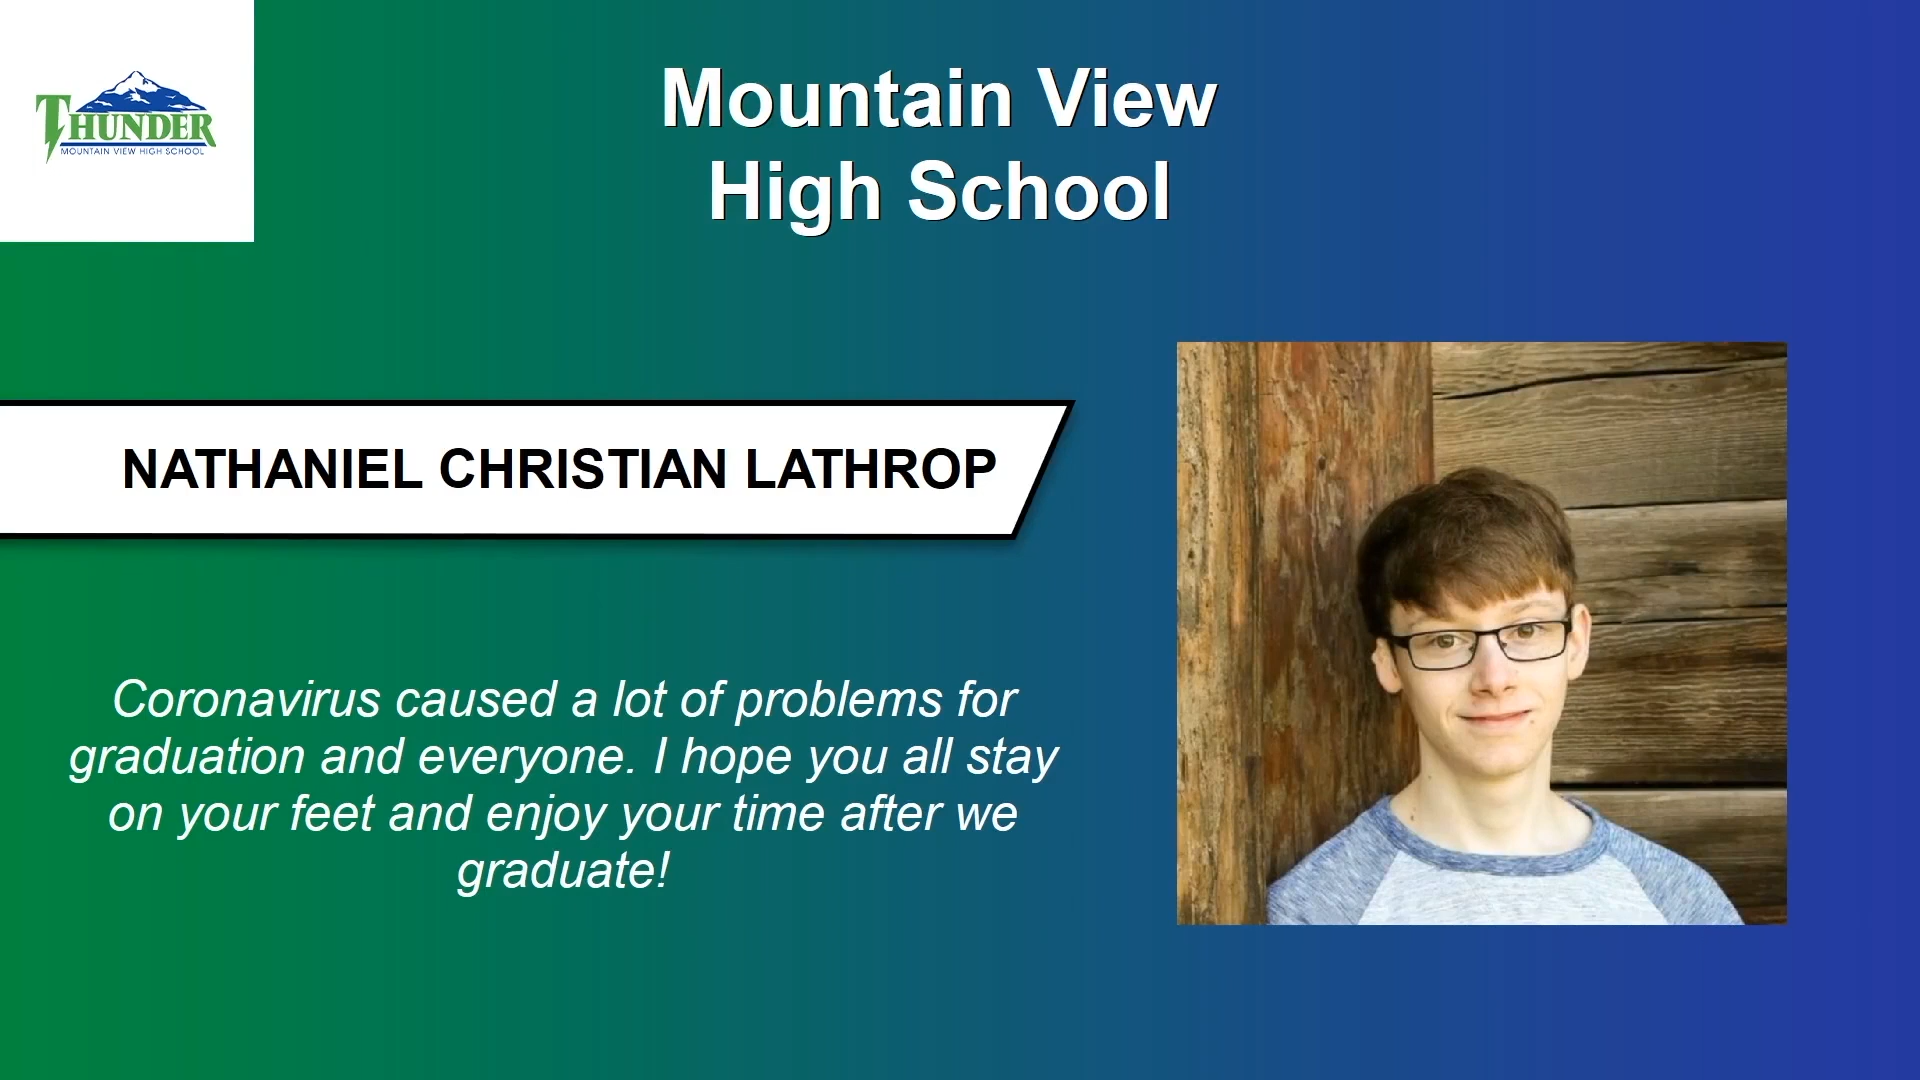 THUNDER
MOUNTAIN VIEW HIGH SCHOOL
Mountain View
High School
NATHANIEL CHRISTIAN LATHROP
Coronavirus caused a lot of problems for
graduation and everyone. I hope you all stay
on your feet and enjoy your time after we
graduate!